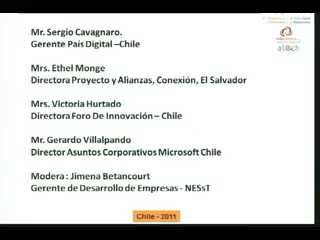 Mr. Sergio Cavagnaro.
Gerente País Digital –Chile
Mrs. Ethel Monge
Directora Proyecto y Alianzas, Conexión, El Salvador
Mrs. Victoria Hurtado
Directora Foro De Innovación – Chile
Mr. Gerardo Villalpando
Director Asuntos Corporativos Microsoft Chile
Modera : Jimena Betancourt
Gerente de Desarrollo de Empresas - NESsT
Chile - 2011